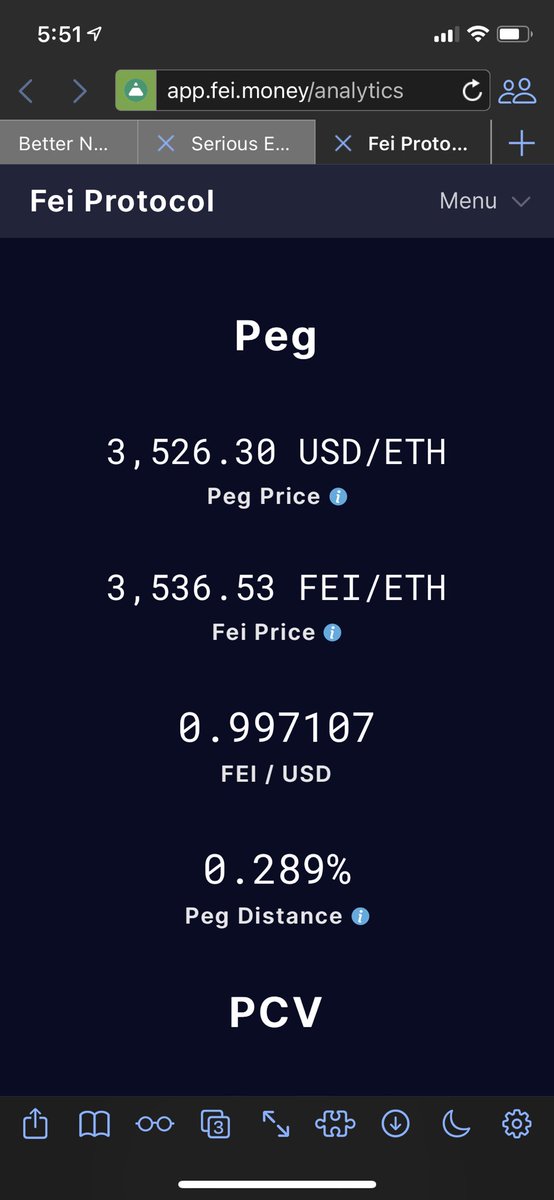 5:51
app.fei.money/analytics
Better N...
Serious E...
Fei Proto...
Fei Protocol
Menu
Peg
3,526.30 USD/ETH
Peg Price
3,536.53 FEI/ETH
Fei Price
0.997107
FEI / USD
0.289%
Peg Distance
PCV
3